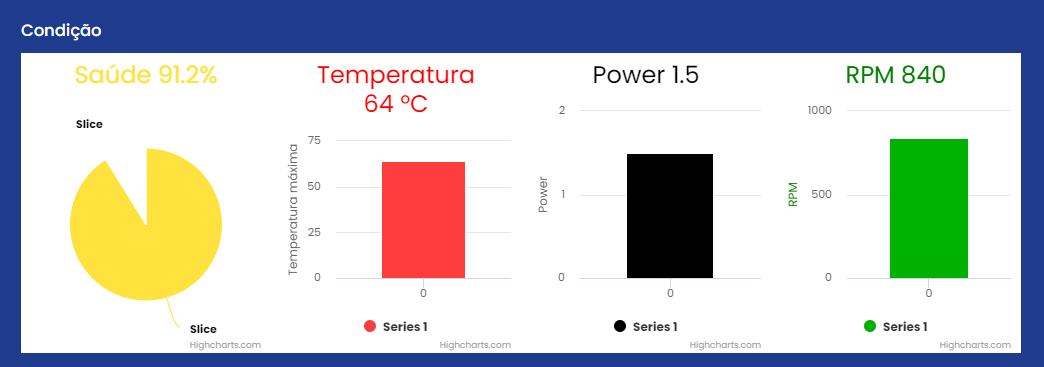 Condição
Saúde 91.2%
Slice
Slice
Highcharts.com
Temperatura
64 °C
Temperatura máxima
75
50
25
0
0
Series 1
Highcharts.com
Power 1.5
Power
2
1
0
0
Series 1
Highcharts.com
RPM 840
RPM
1000
500
0
0
Series 1
Highcharts.com